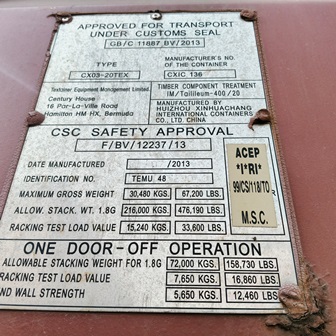 APPROVED FOR TRANSPORT
UNDER CUSTOMS SEAL
GB/C 11887 BV/2013
TYPE
MANUFACTURER'S NO.
OF THE CONTAINER
CX03-20TEX
CXIC 136
Textainer Equipment Management Limited
Century House
16 Par-La-Ville Road
Hamilton HM HX, Bermuda
TIMBER COMPONENT TREATMENT
IM/Tailileum-400/20
MANUFACTURED BY
HUIZHOU XINHUACHANG
INTERNATIONAL CONTAINERS
CO., LTD. CHINA
CSC SAFETY APPROVAL
F/BV/12237/13
DATE MANUFACTURED /2013
IDENTIFICATION NO. TEMU 48
MAXIMUM GROSS WEIGHT 30,480 KGS. 67,200 LBS.
ALLOW. STACK. WT. 1.8G 216,000 KGS. 476,190 LBS.
RACKING TEST LOAD VALUE 15,240 KGS. 33,600 LBS.
ACEP
*I*RI*
99/CS/118/TO
M.S.C.
ONE DOOR-OFF OPERATION
ALLOWABLE STACKING WEIGHT FOR 1.8G 72,000 KGS. 158,730 LBS.
RACKING TEST LOAD VALUE 7,650 KGS. 16,860 LBS.
ND WALL STRENGTH 5,650 KGS. 12,460 LBS.